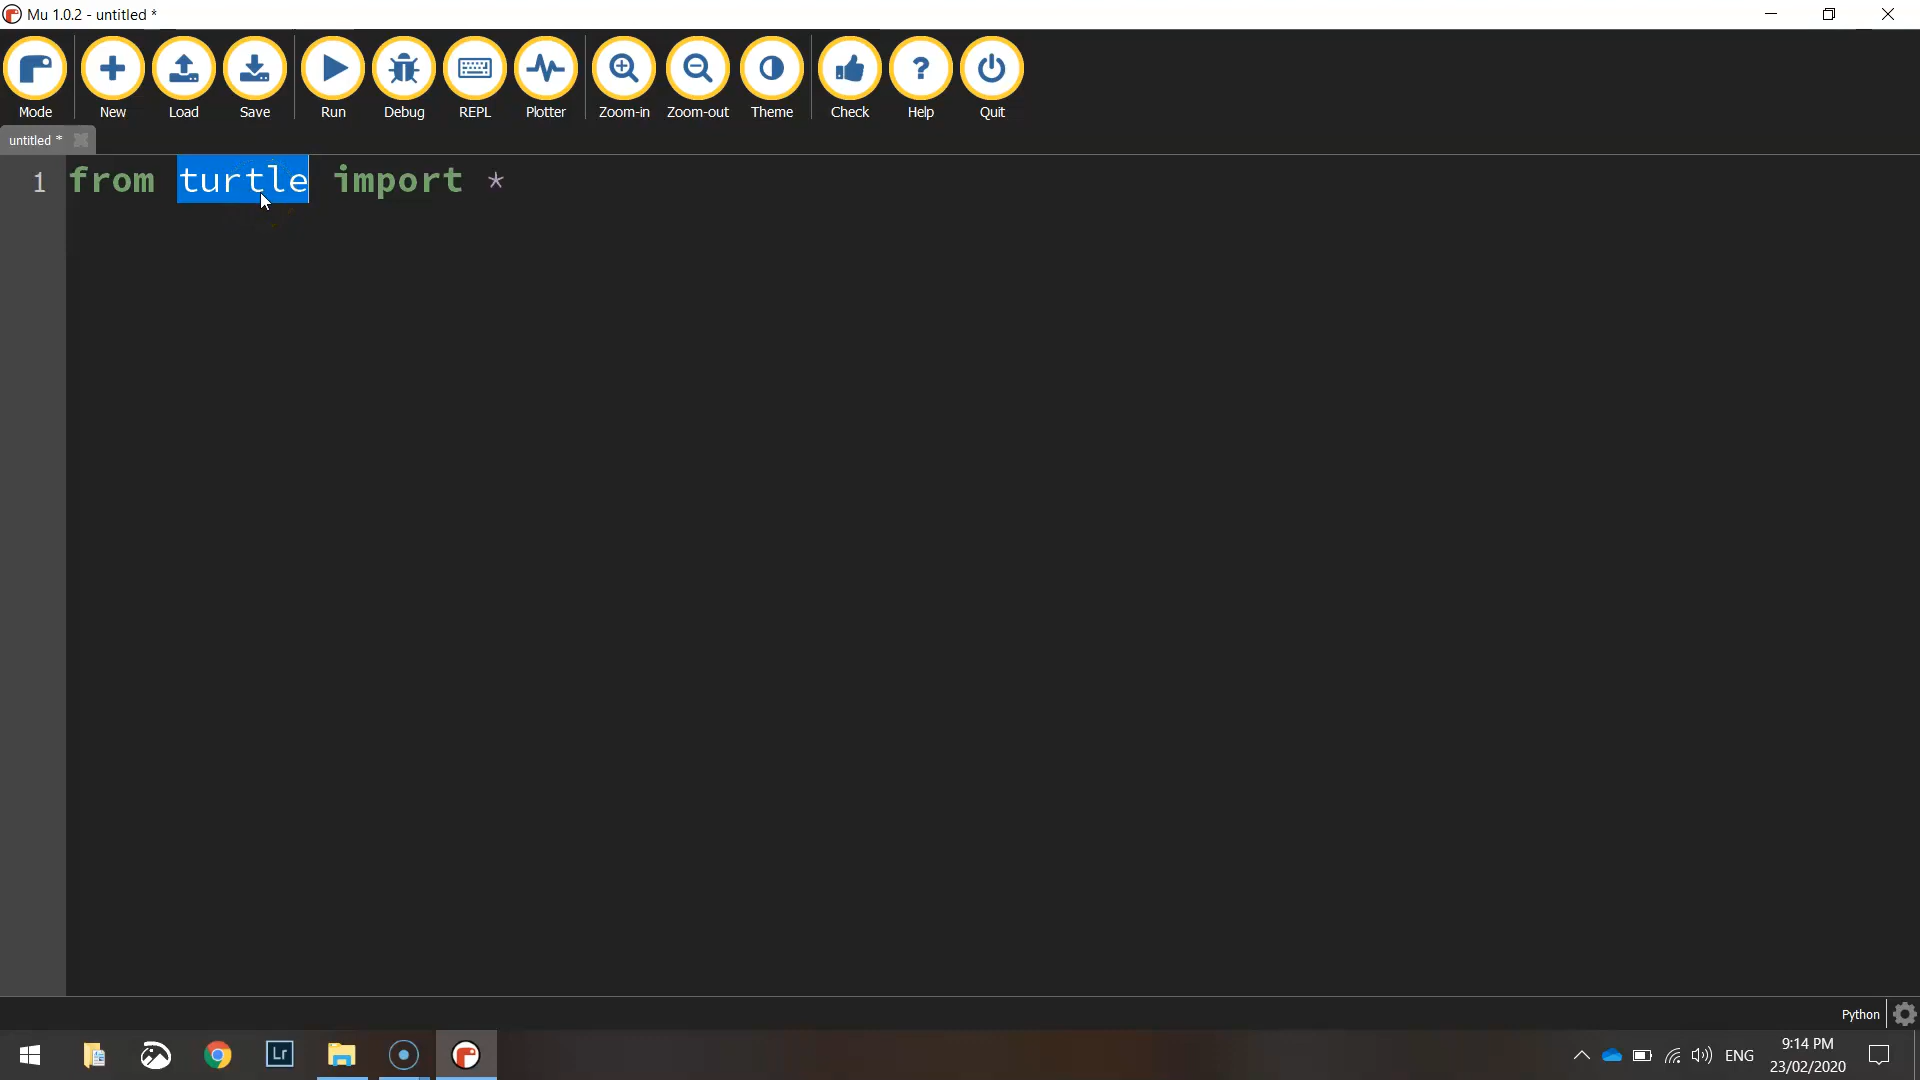 Mu 1.0.2 - untitled *
Mode New Load Save Run Debug REPL Plotter Zoom-in Zoom-out Theme Check Help Quit
untitled *
1 from turtle import *
Python
Lr ENG 9:14 PM
23/02/2020